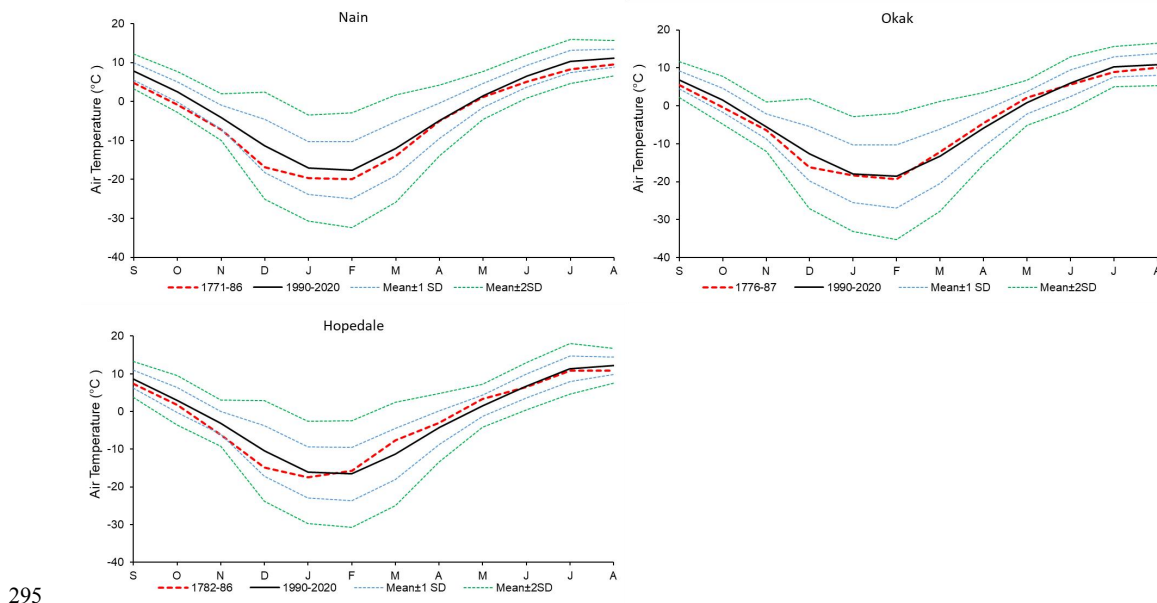 Nain
Air Temperature (°C)
20
10
0
-10
-20
-30
-40
S O N D J F M A M J J A
1771-86 1990-2020 Mean±1 SD Mean±2SD
Okak
Air Temperature (°C)
20
10
0
-10
-20
-30
-40
S O N D J F M A M J J A
1776-87 1990-2020 Mean±1 SD Mean±2SD
Hopedale
Air Temperature (°C)
20
10
0
-10
-20
-30
-40
S O N D J F M A M J J A
1782-86 1990-2020 Mean±1 SD Mean±2SD
295